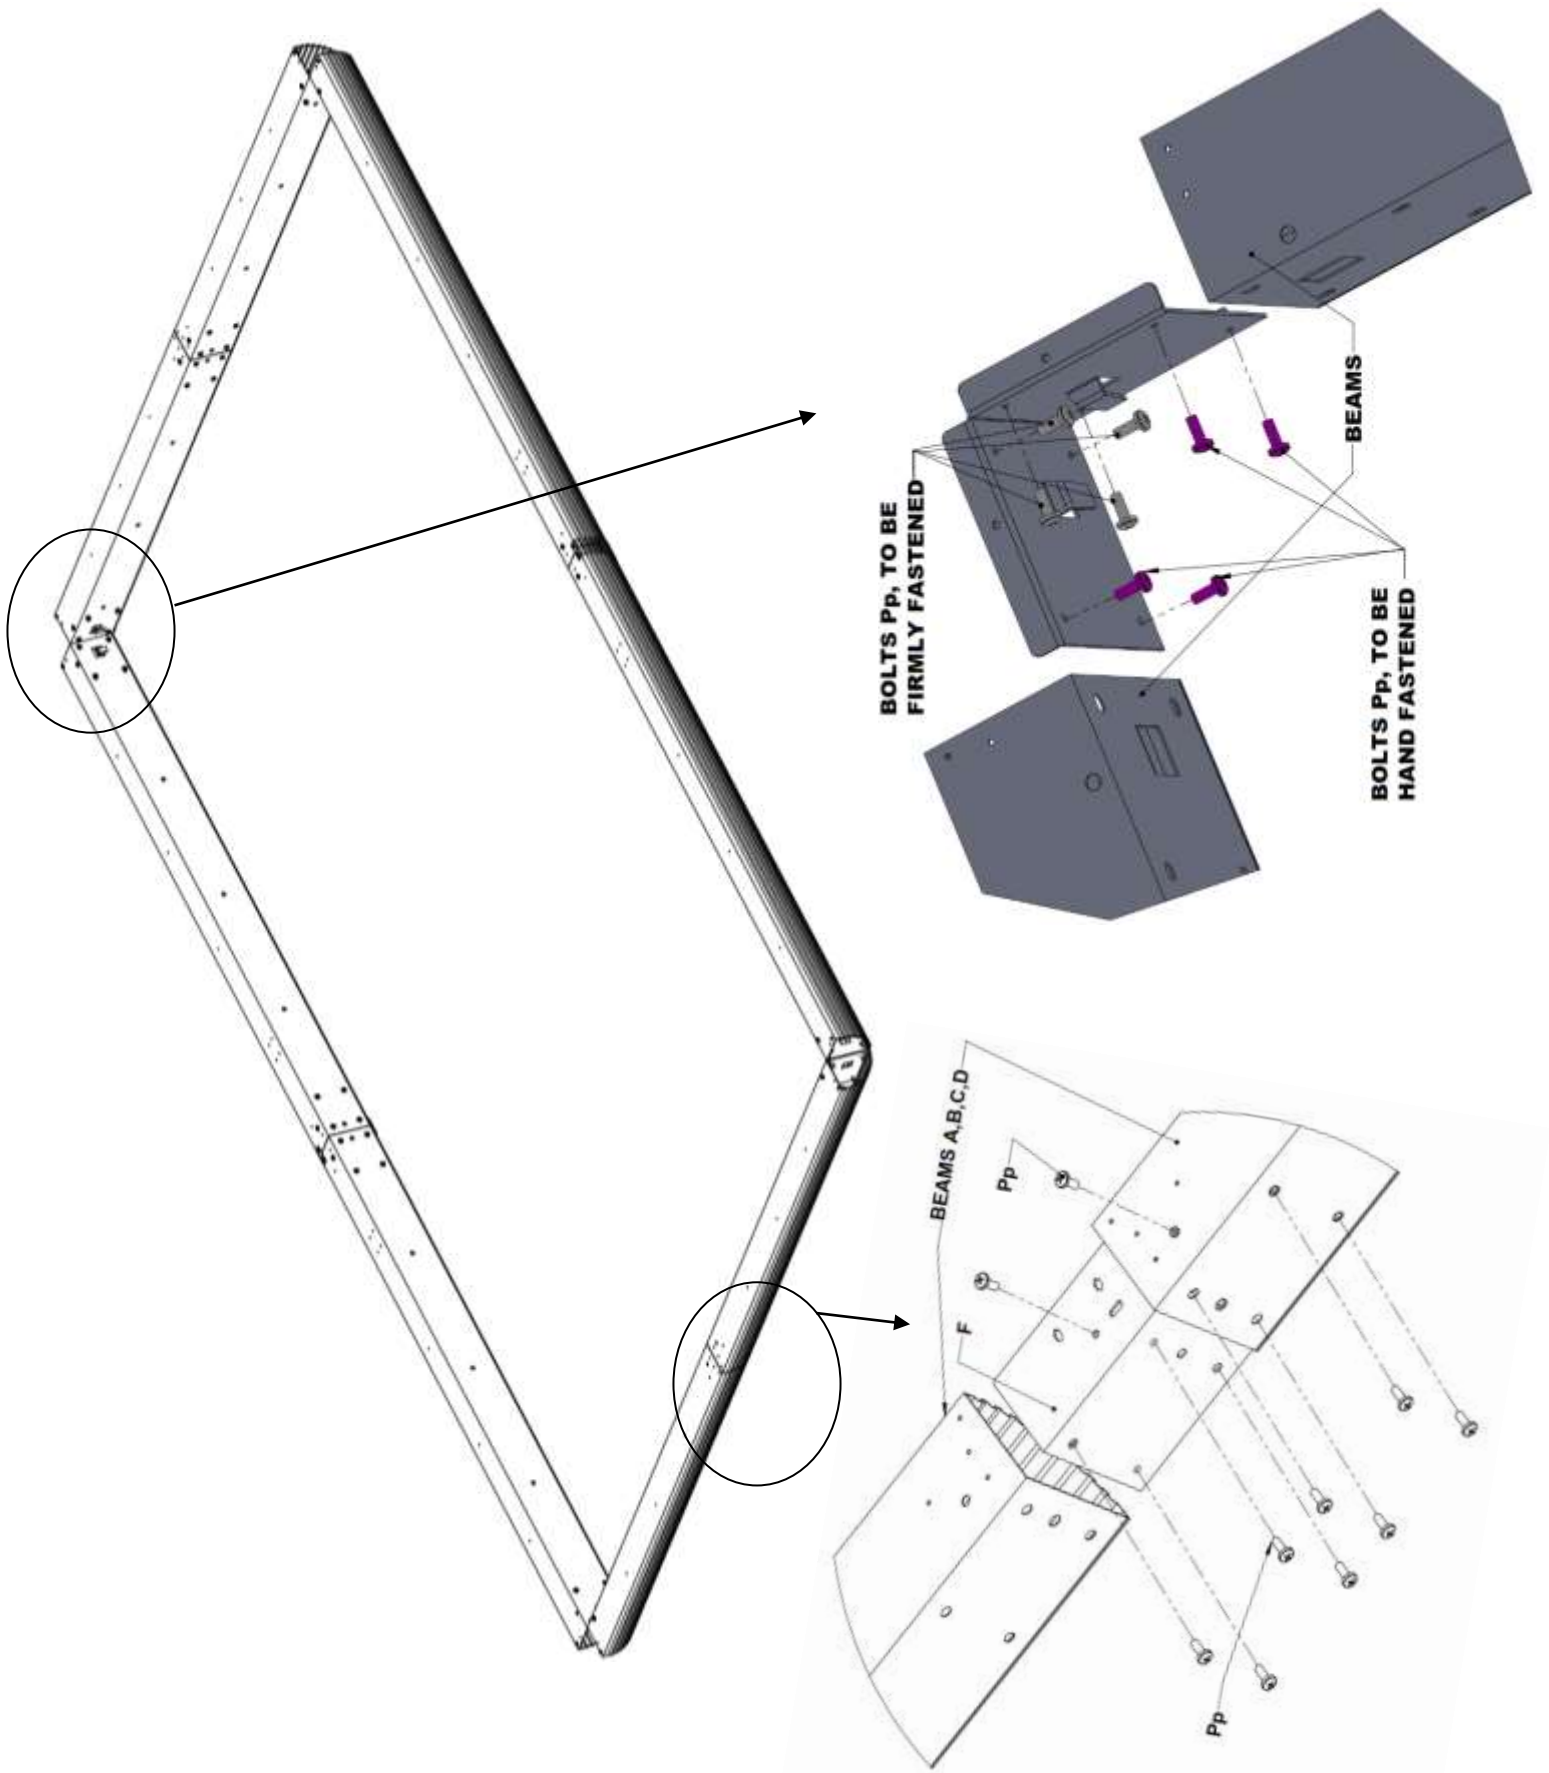 BOLTS Pp, TO BE
FIRMLY FASTENED
BEAMS
BOLTS Pp, TO BE
HAND FASTENED
BEAMS A,B,C,D
Pp
F
Pp